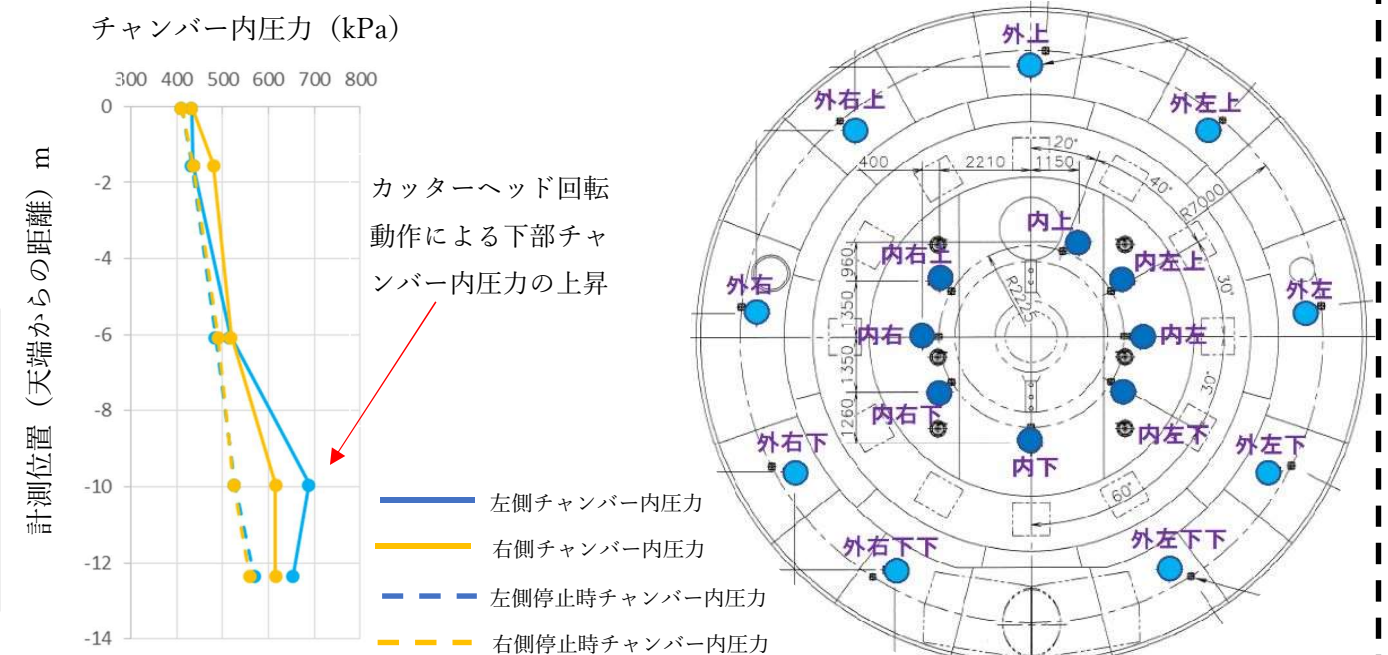 チャンバー内圧力（kPa）
300 400 500 600 700 800
計測位置（天端からの距離） m
0
-2
-4
-6
-8
-10
-12
-14
カッターヘッド回転
動作による下部チャ
ンバー内圧力の上昇
左側チャンバー内圧力
右側チャンバー内圧力
左側停止時チャンバー内圧力
右側停止時チャンバー内圧力
外上
外右上
外左上
20°
400
2210
1150
40°
R7000
内上
内右上
内左上
960
R2225
30°
外右
外左
1350
内右
内左
1350
30°
内右下
内左下
1260
内下
外右下
外左下
60°
外右下下
外左下下